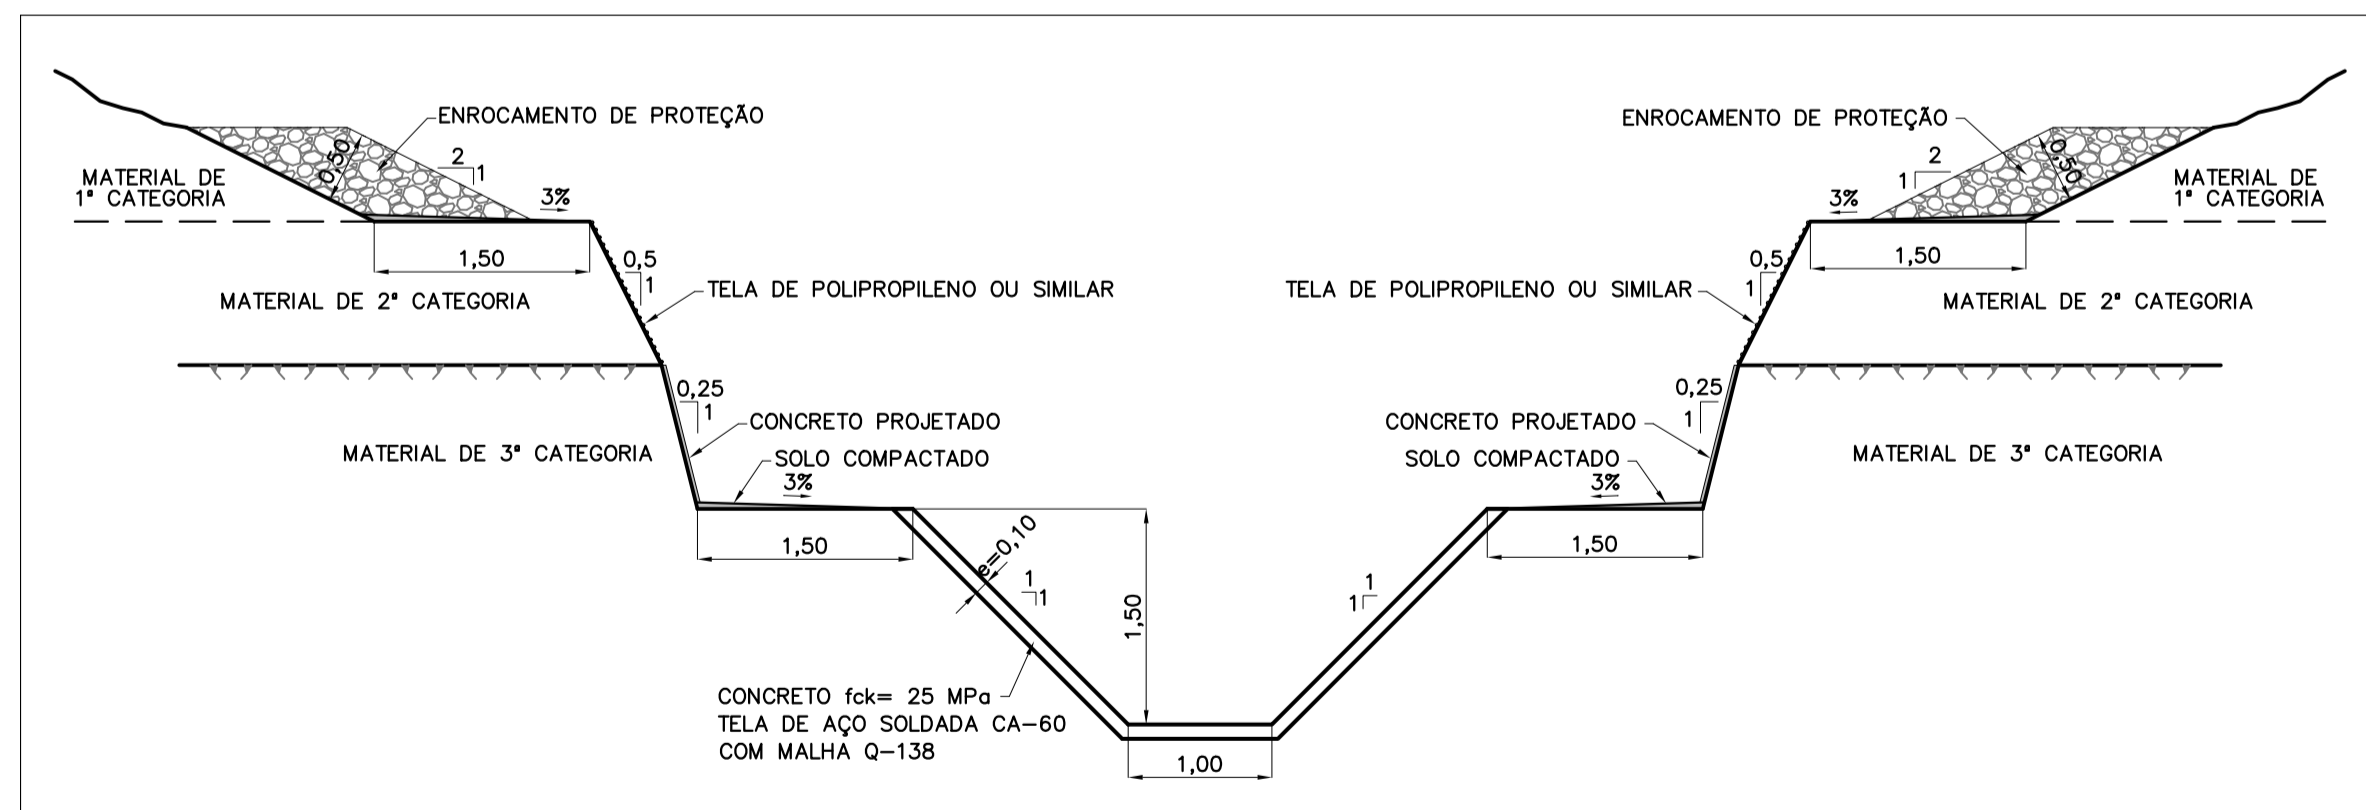 ENROCAMENTO DE PROTEÇÃO
ENROCAMENTO DE PROTEÇÃO
0,50
2
1
3%
MATERIAL DE
1ª CATEGORIA
2
1
3%
0,50
MATERIAL DE
1ª CATEGORIA
1,50
0,5
1
0,5
1
1,50
MATERIAL DE 2ª CATEGORIA
TELA DE POLIPROPILENO OU SIMILAR
TELA DE POLIPROPILENO OU SIMILAR
MATERIAL DE 2ª CATEGORIA
0,25
1
0,25
1
CONCRETO PROJETADO
CONCRETO PROJETADO
MATERIAL DE 3ª CATEGORIA
SOLO COMPACTADO
SOLO COMPACTADO
MATERIAL DE 3ª CATEGORIA
3%
3%
1,50
e=0,10
1
1
1,50
1
1
1,50
CONCRETO fck= 25 MPa
TELA DE AÇO SOLDADA CA-60
COM MALHA Q-138
1,00